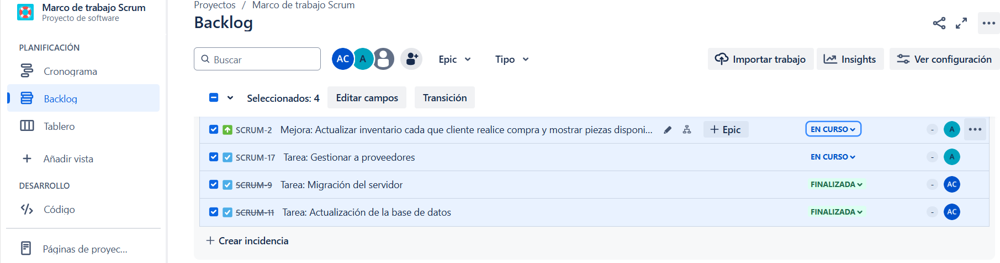 Marco de trabajo Scrum
Proyecto de software
PLANIFICACIÓN
Cronograma
Backlog
Tablero
Añadir vista
DESARROLLO
Código
Páginas de proyec...
Proyectos / Marco de trabajo Scrum
Backlog
Buscar
AC A
Epic
Tipo
Importar trabajo
Insights
Ver configuración
Seleccionados: 4
Editar campos
Transición
SCRUM-2 Mejora: Actualizar inventario cada que cliente realice compra y mostrar piezas disponi... + Epic EN CURSO - A
SCRUM-17 Tarea: Gestionar a proveedores EN CURSO - A
SCRUM-9 Tarea: Migración del servidor FINALIZADA - AC
SCRUM-11 Tarea: Actualización de la base de datos FINALIZADA - AC
+ Crear incidencia